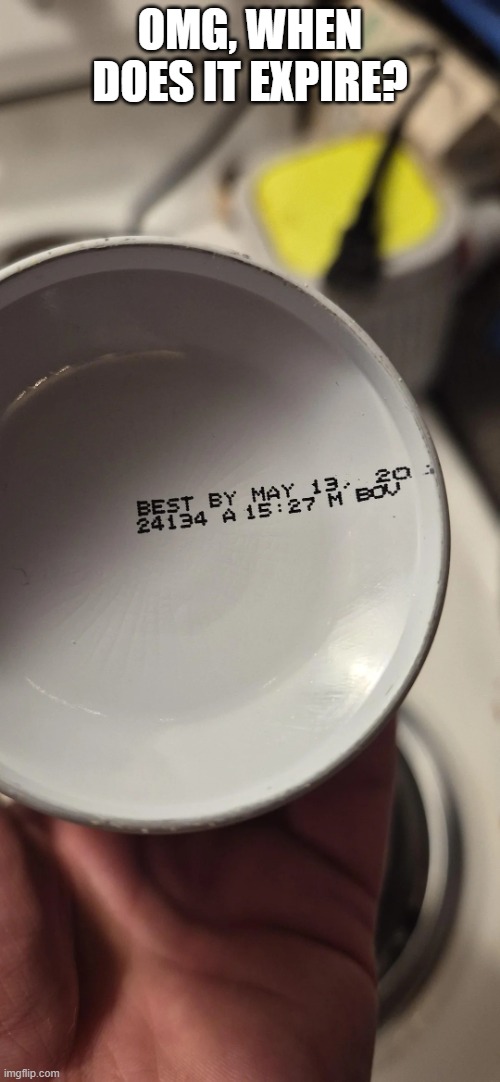 OMG, WHEN
DOES IT EXPIRE?
BEST BY MAY 13, 20
24134 A 15:27 M BOV
imgflip.com